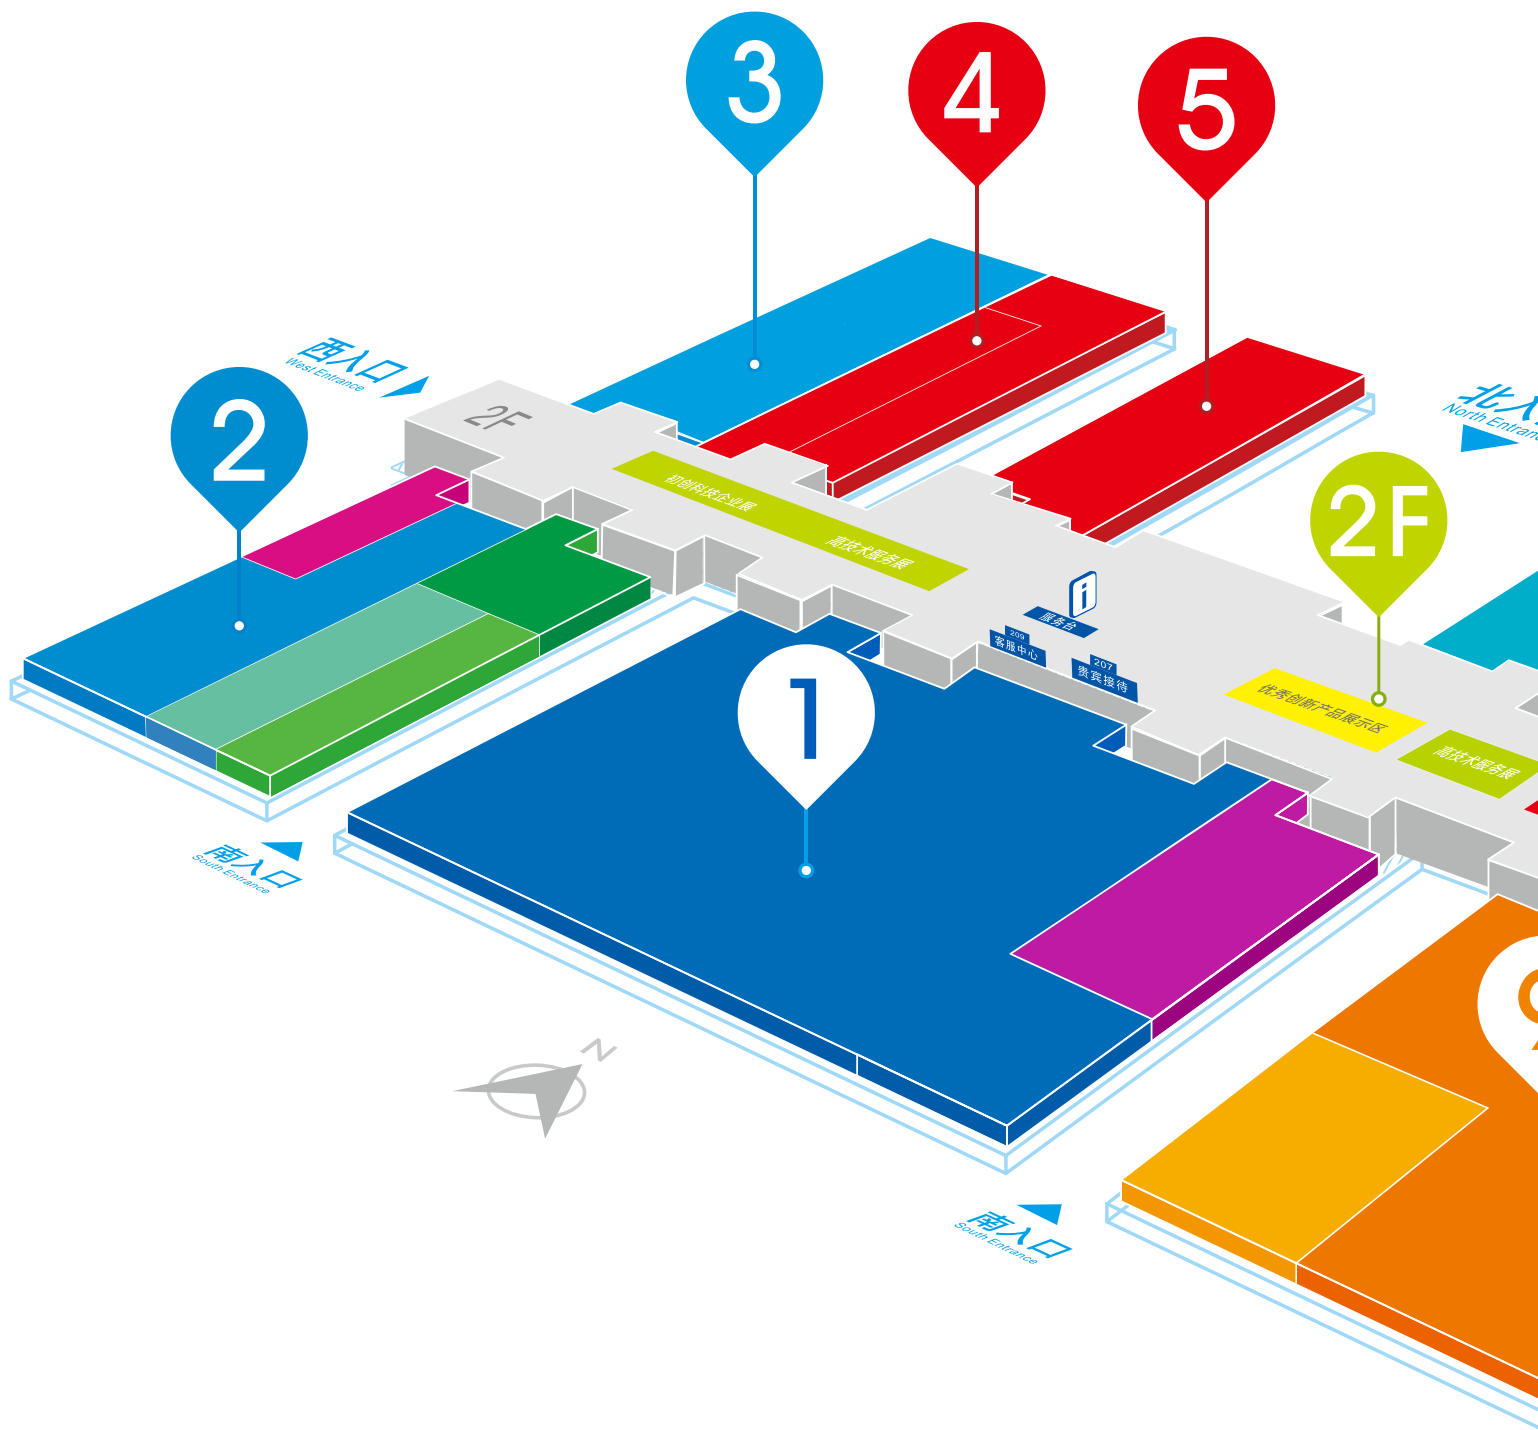 3
4
5
西入口
West Entrance
2
2F
北入
North Entranc
2F
初创科技企业展
高技术服务展
i
服务台
209
客服中心
207
贵宾接待
优秀创新产品展示区
高技术服务展
1
南入口
South Entrance
9
N
南入口
South Entrance